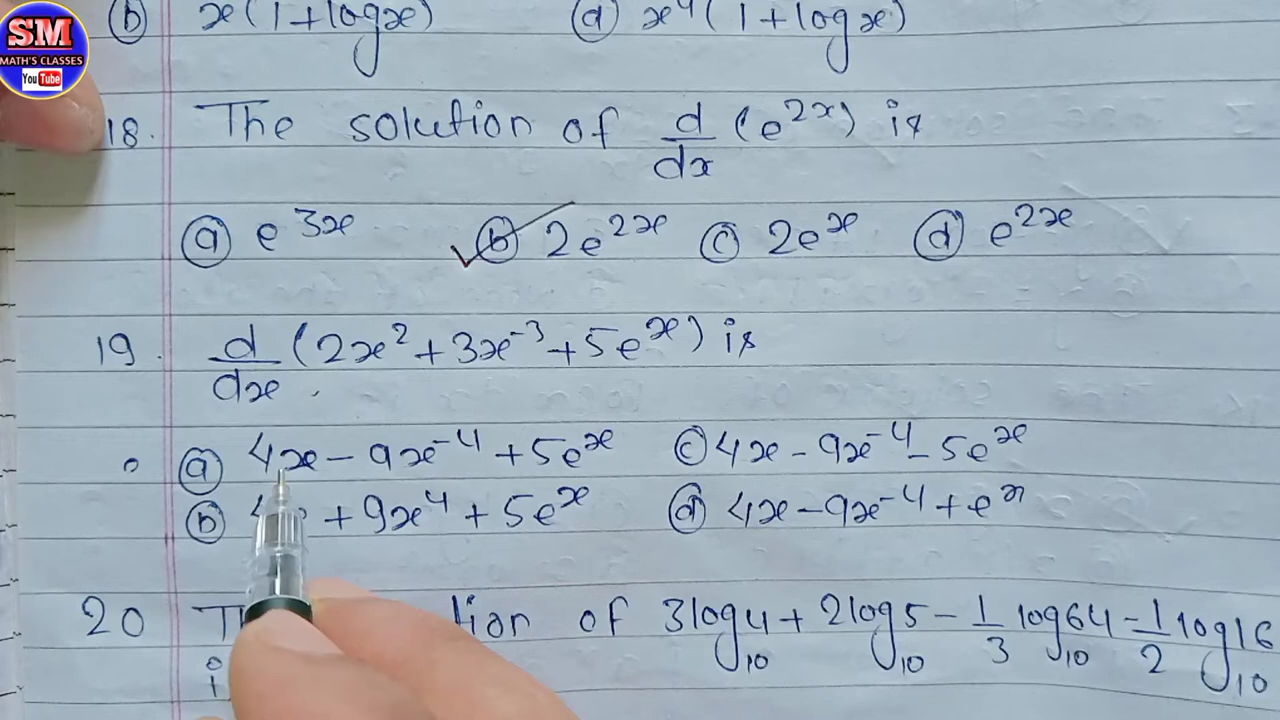 SM
MATH'S CLASSES
YouTube
(b) x(1+logx) (d) x⁴(1+logx)
18. The solution of d/dx (e^2x) is
(a) e^3x (b) 2e^2x (c) 2e^x (d) e^2x
19. d/dx (2x² + 3x⁻³ + 5e^x) is
(a) 4x - 9x⁻⁴ + 5e^x (c) 4x - 9x⁻⁴ - 5e^x
(b) + 9x⁴ + 5e^x (d) 4x - 9x⁻⁴ + e^x
20 of 3log₁₀4 + 2log₁₀5 - 1/3 log₁₀64 - 1/2 log₁₀16